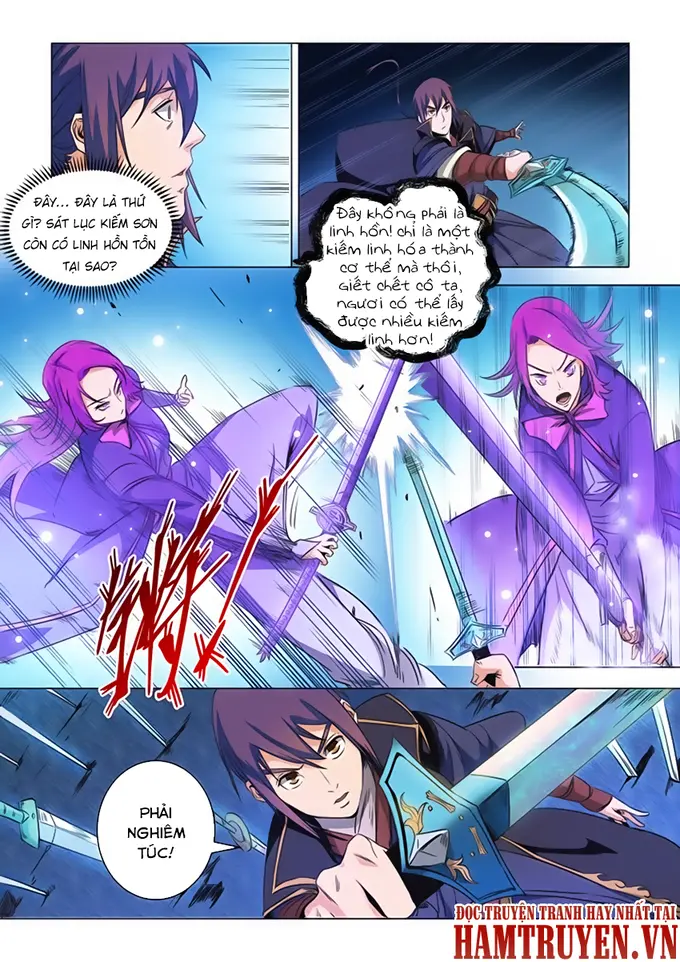 ĐÂY... ĐÂY LÀ THỨ
GÌ? SÁT LỤC KIẾM SƠN
CÒN CÓ LINH HỒN TỒN
TẠI SAO?
Đây không phải là
linh hồn! chỉ là một
kiếm linh hóa thành
cơ thể mà thôi,
Giết chết cô ta,
ngươi có thể lấy
được nhiều kiếm
linh hơn!
PHẢI
NGHIÊM
TÚC!
ĐỌC TRUYỆN TRANH HAY NHẤT TẠI
HAMTRUYEN.VN